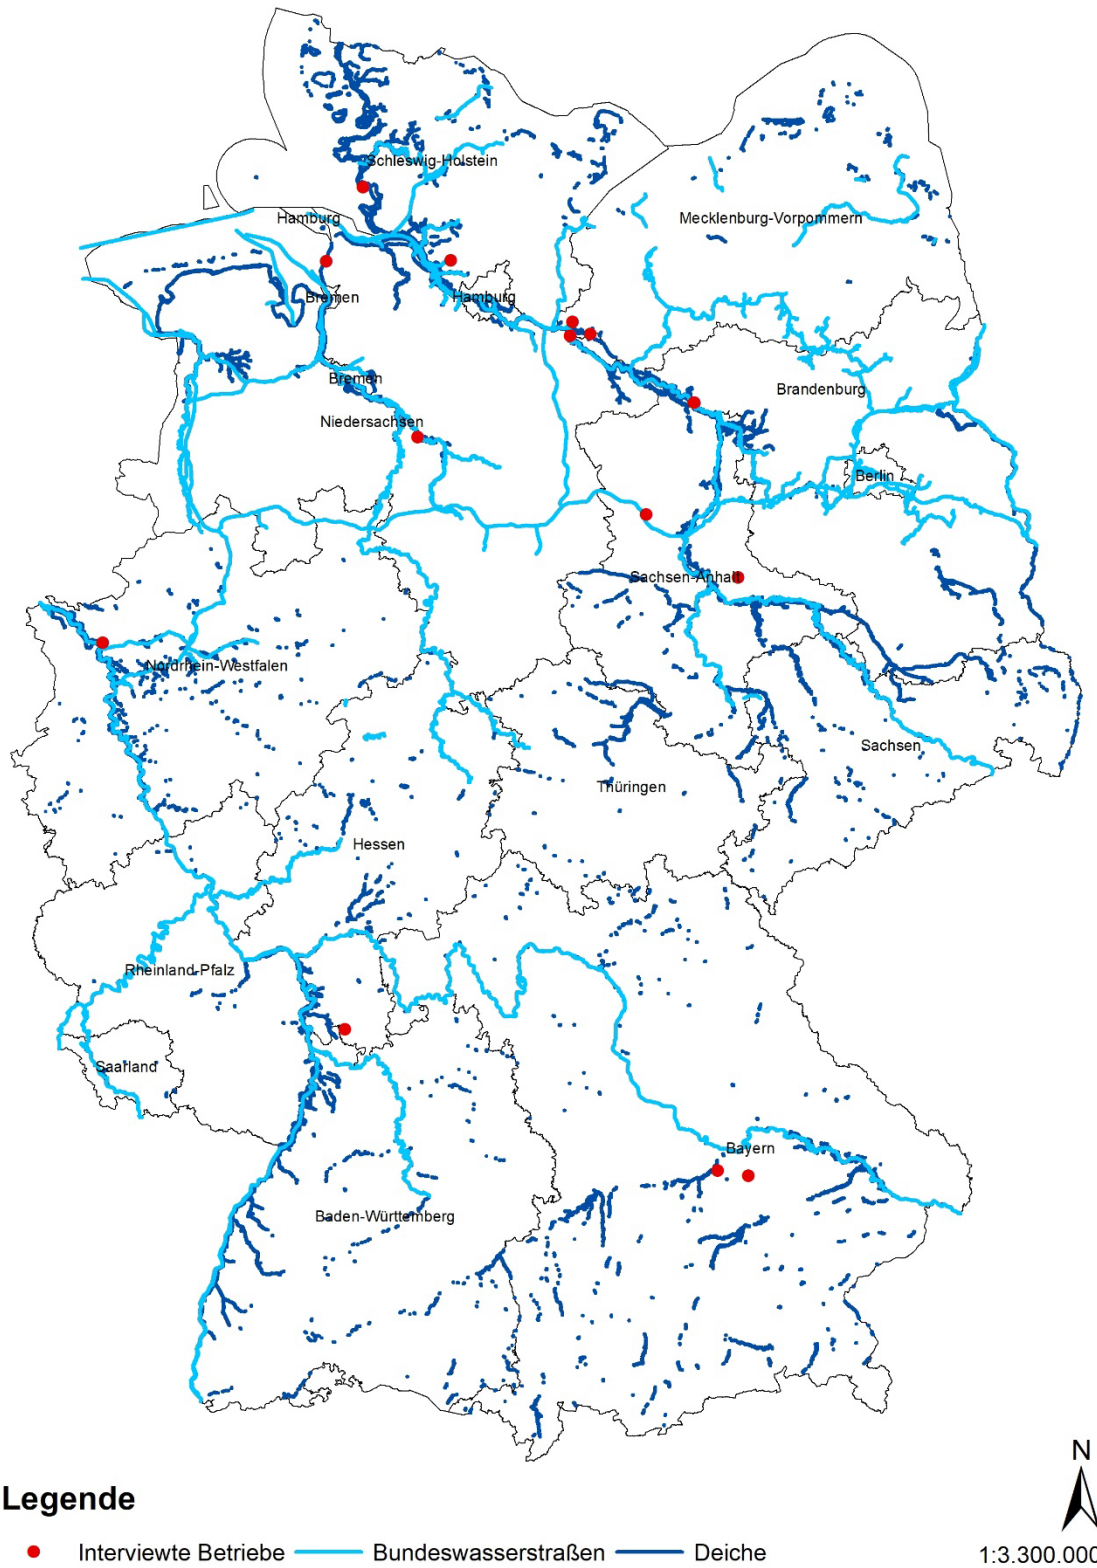 Schleswig-Holstein
Hamburg
Mecklenburg-Vorpommern
Bremen
Hamburg
Bremen
Brandenburg
Niedersachsen
Berlin
Sachsen-Anhalt
Nordrhein-Westfalen
Sachsen
Thüringen
Hessen
Rheinland-Pfalz
Saarland
Bayern
Baden-Württemberg
N
Legende
Interviewte Betriebe Bundeswasserstraßen Deiche 1:3.300.000